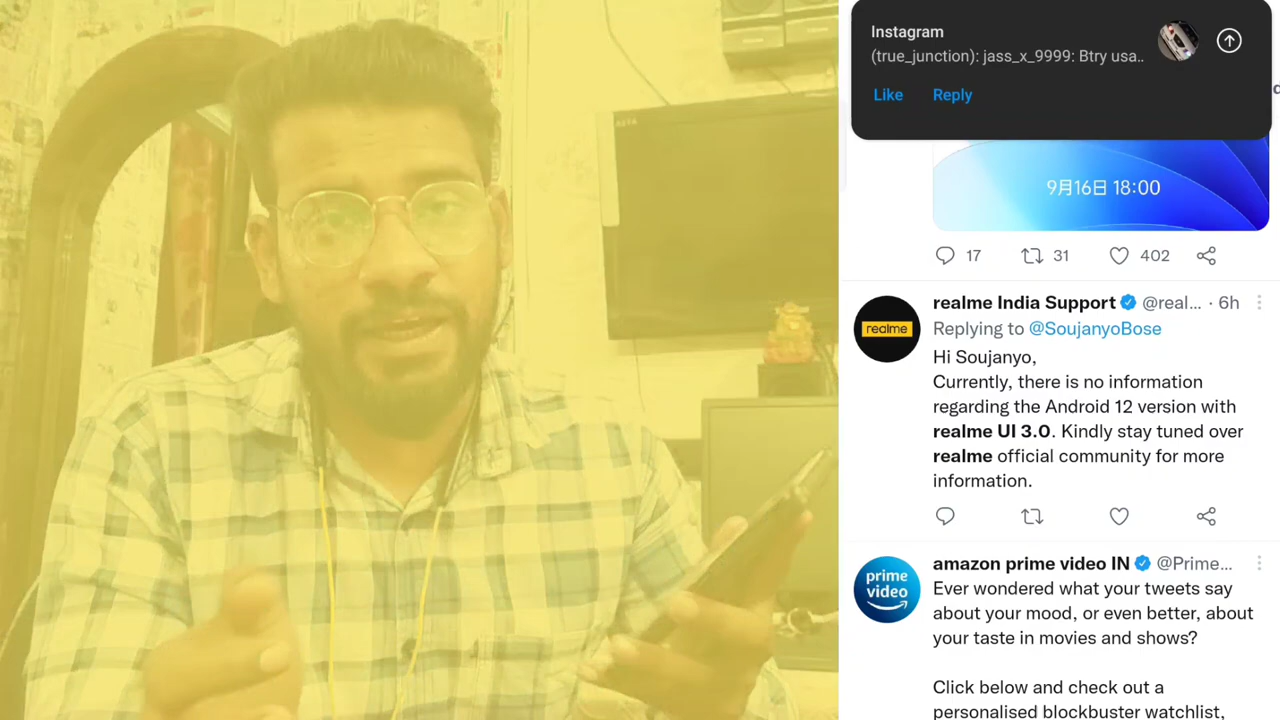 Instagram
(true_junction): jass_x_9999: Btry usa..
Like Reply
9月16日 18:00
17 31 402
realme India Support @real... · 6h
realme
Replying to @SoujanyoBose
Hi Soujanyo,
Currently, there is no information
regarding the Android 12 version with
realme UI 3.0. Kindly stay tuned over
realme official community for more
information.
amazon prime video IN @Prime...
prime
video
Ever wondered what your tweets say
about your mood, or even better, about
your taste in movies and shows?
Click below and check out a
personalised blockbuster watchlist,